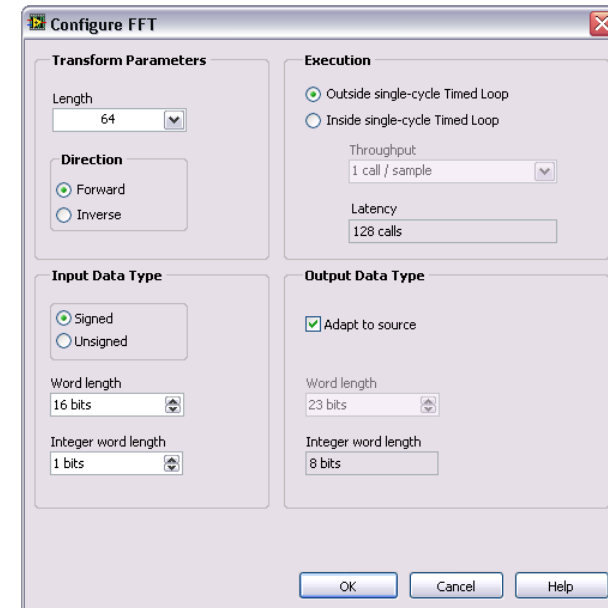 Configure FFT
Transform Parameters
Length
64
Direction
Forward
Inverse
Execution
Outside single-cycle Timed Loop
Inside single-cycle Timed Loop
Throughput
1 call / sample
Latency
128 calls
Input Data Type
Signed
Unsigned
Word length
16 bits
Integer word length
1 bits
Output Data Type
Adapt to source
Word length
23 bits
Integer word length
8 bits
OK
Cancel
Help